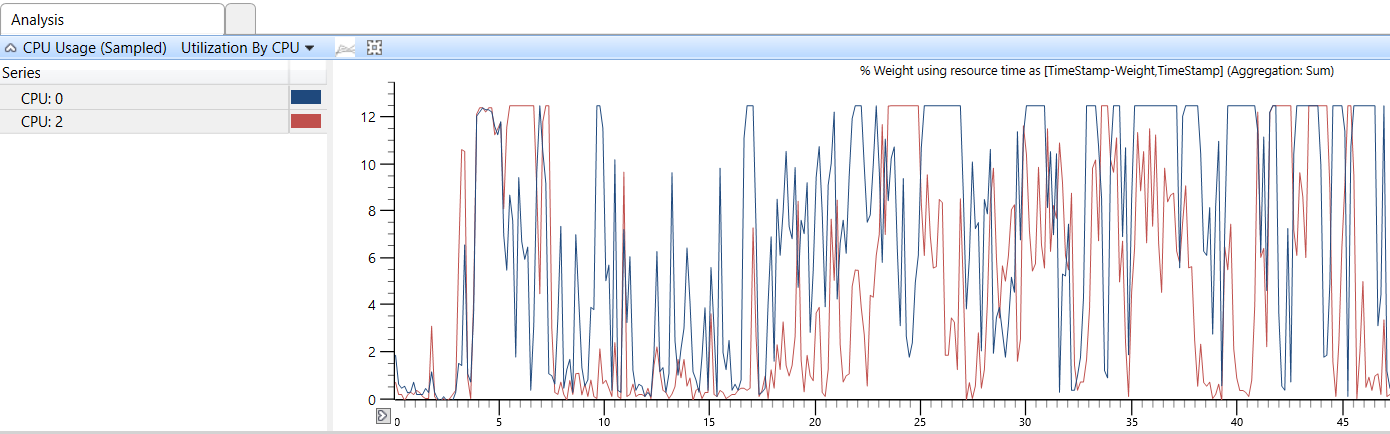 Analysis
CPU Usage (Sampled) Utilization By CPU
Series
CPU: 0
CPU: 2
% Weight using resource time as [TimeStamp-Weight,TimeStamp] (Aggregation: Sum)
12
10
8
6
4
2
0
0 5 10 15 20 25 30 35 40 45